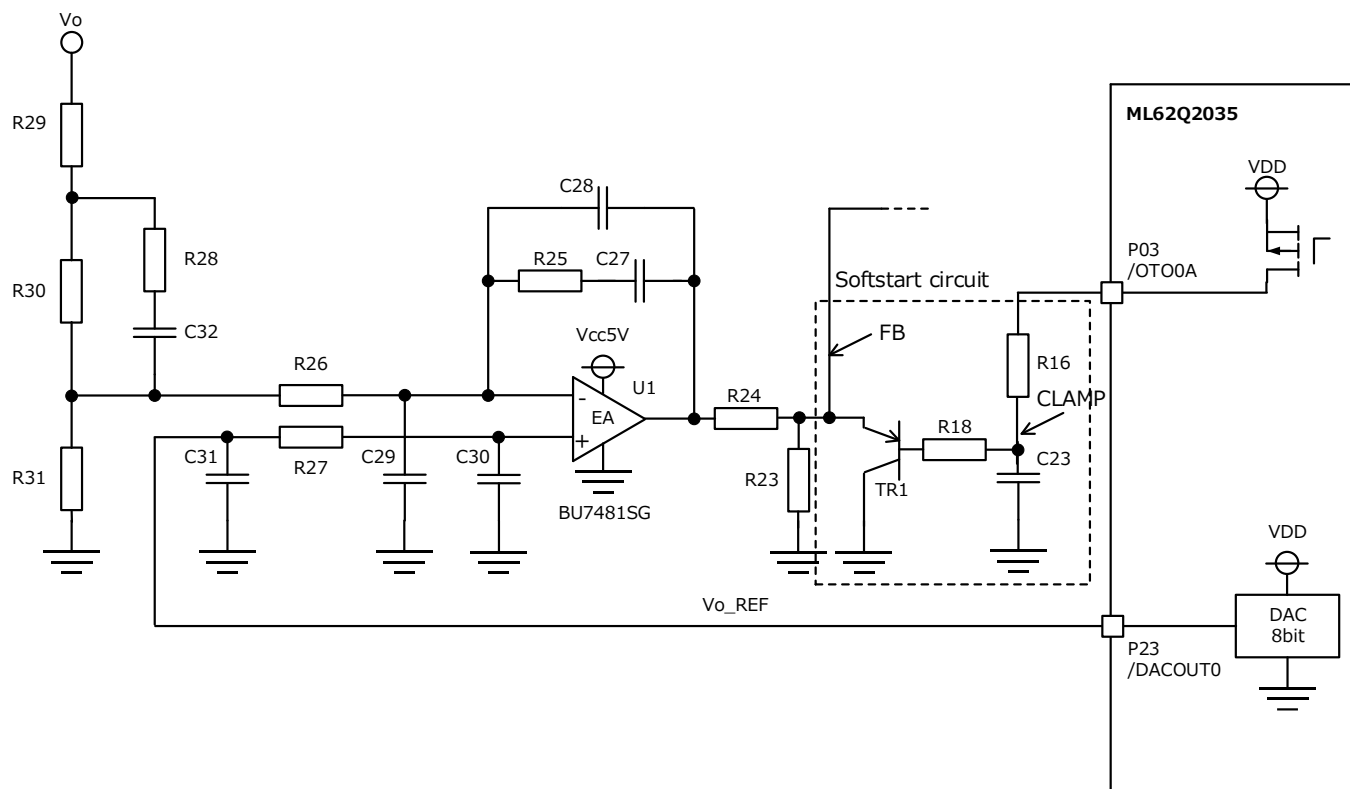 Vo
ML62Q2035
R29
VDD
C28
R28
P03
/OTO0A
R25
C27
Softstart circuit
R30
C32
FB
Vcc5V
R16
R26
U1
CLAMP
-
EA
R24
R18
+
C31
R27
C29
C30
C23
R31
R23
TR1
BU7481SG
VDD
Vo_REF
DAC
8bit
P23
/DACOUT0